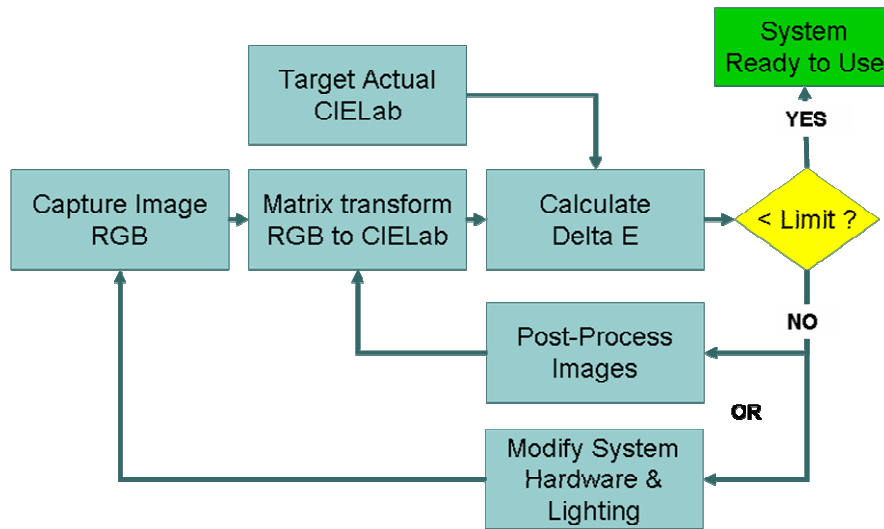 System
Ready to Use
Target Actual
CIELab
YES
Capture Image
RGB
Matrix transform
RGB to CIELab
Calculate
Delta E
< Limit ?
NO
Post-Process
Images
OR
Modify System
Hardware &
Lighting